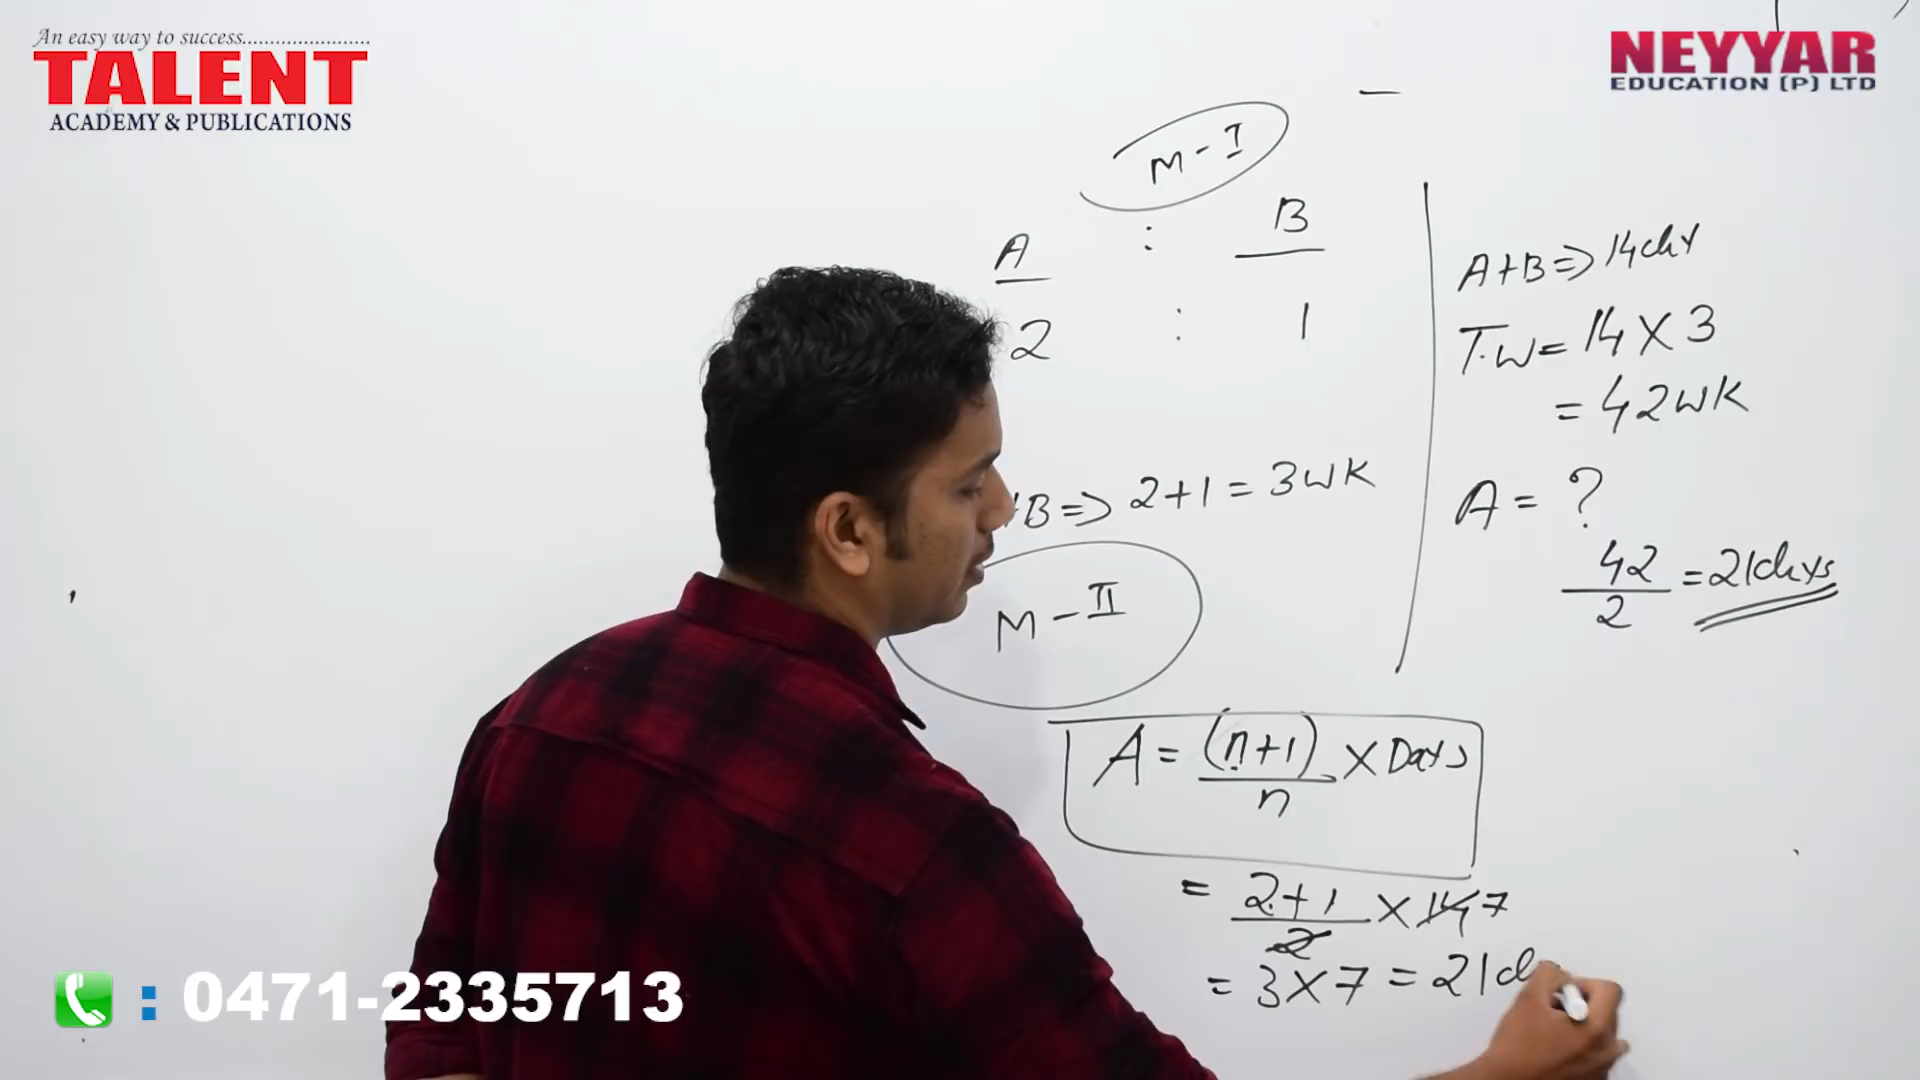 An easy way to success......................
TALENT
ACADEMY & PUBLICATIONS
NEYYAR
EDUCATION (P) LTD
M - I
A : B
2 : 1
+B => 2+1 = 3wk
A+B => 14day
T.W = 14 X 3
= 42wk
A = ?
42/2 = 21days
M - II
A = (n+1)/n X Days
= 2+1/2 X 14 7
= 3 X 7 = 21d
: 0471-2335713